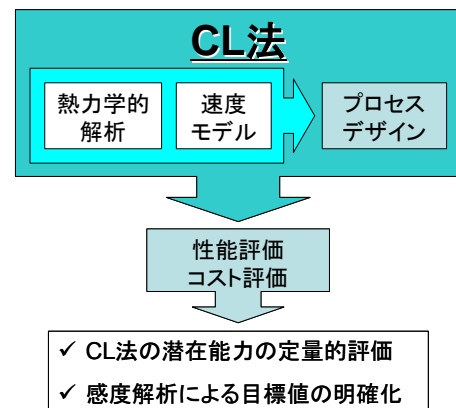 CL法
熱力学的
解析
速度
モデル
プロセス
デザイン
性能評価
コスト評価
✓ CL法の潜在能力の定量的評価
✓ 感度解析による目標値の明確化